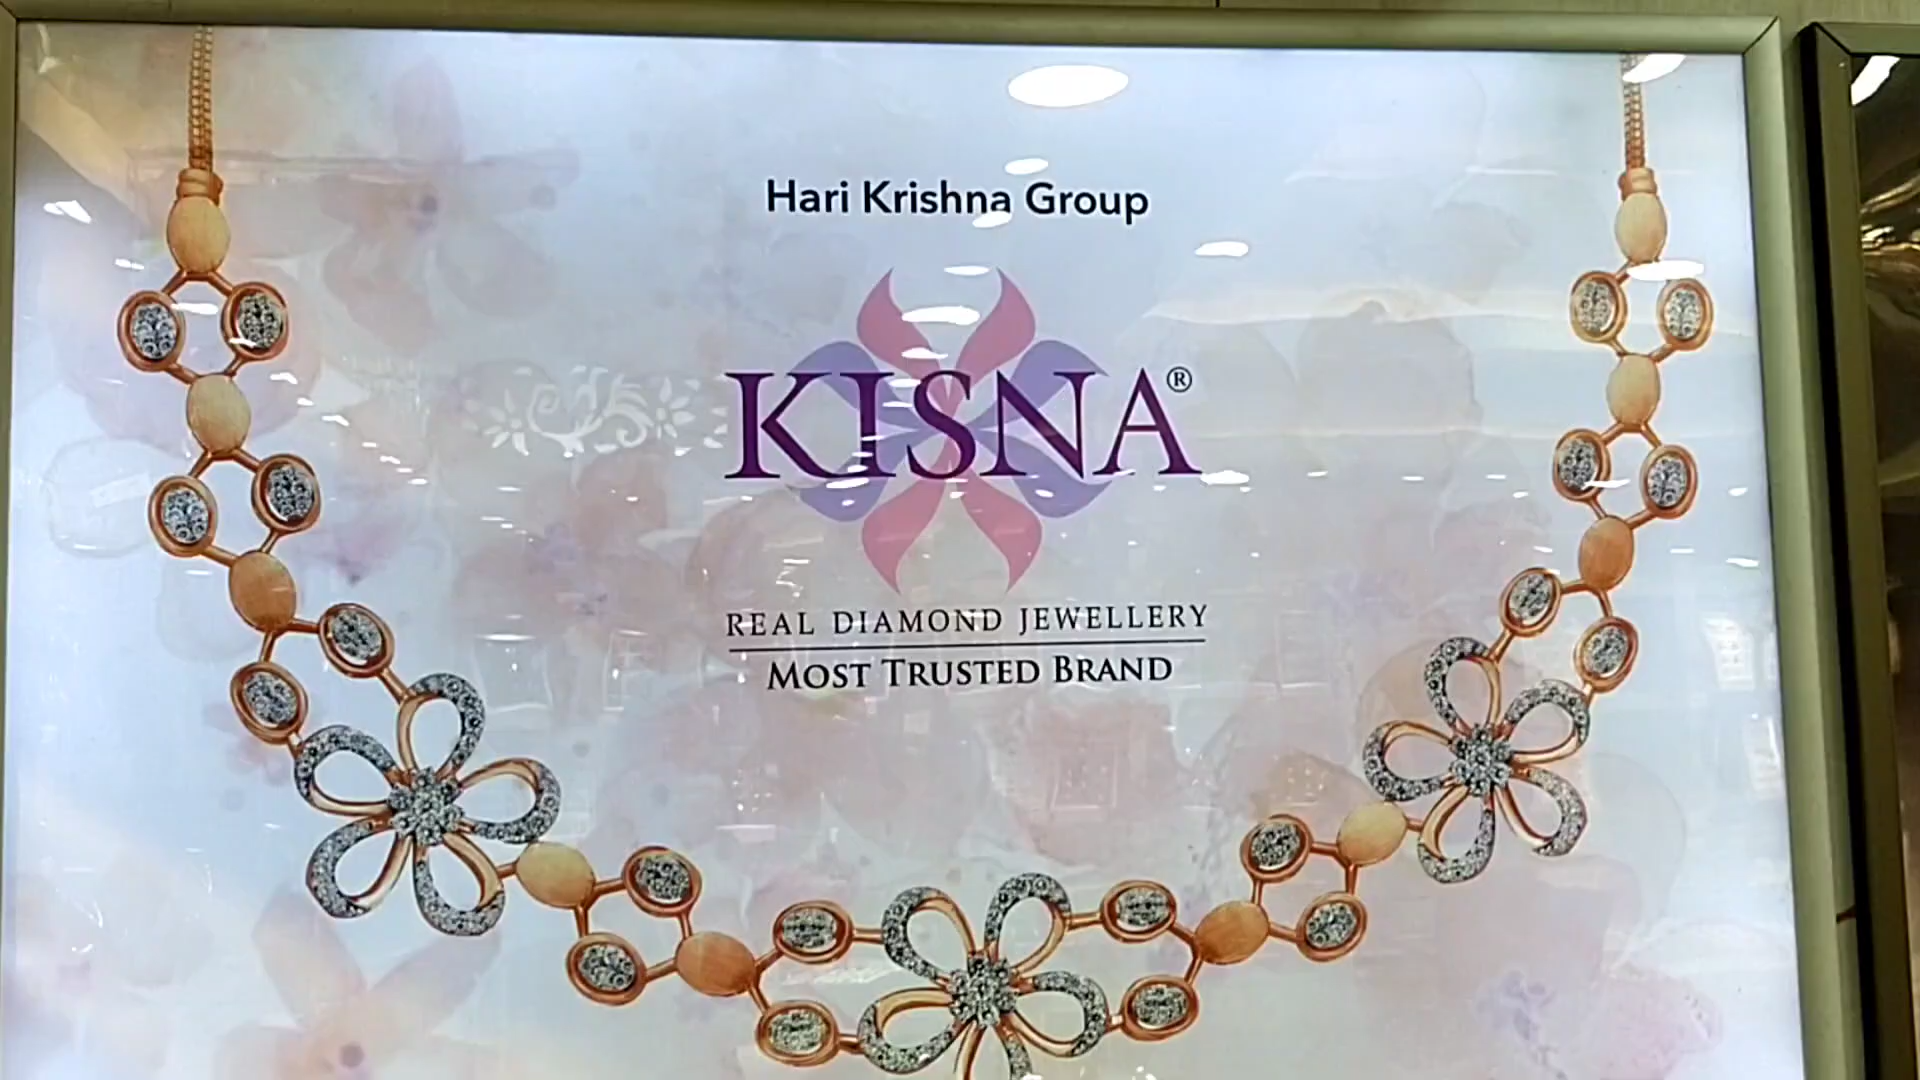 Hari Krishna Group
KISNA®
REAL DIAMOND JEWELLERY
MOST TRUSTED BRAND